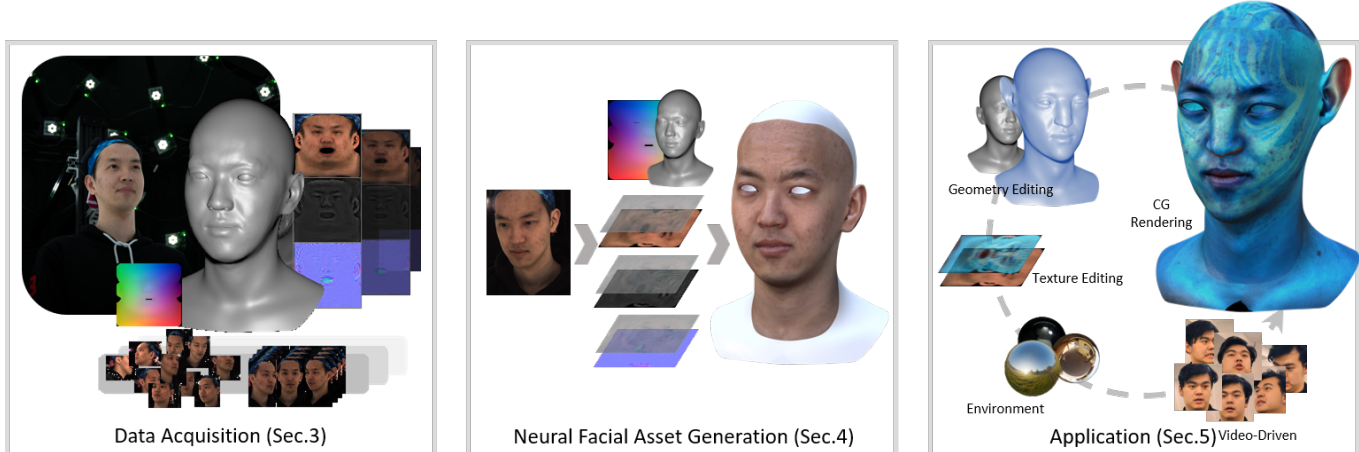 Data Acquisition (Sec.3)
Neural Facial Asset Generation (Sec.4)
Geometry Editing
CG
Rendering
Texture Editing
Environment
Video-Driven
Application (Sec.5)